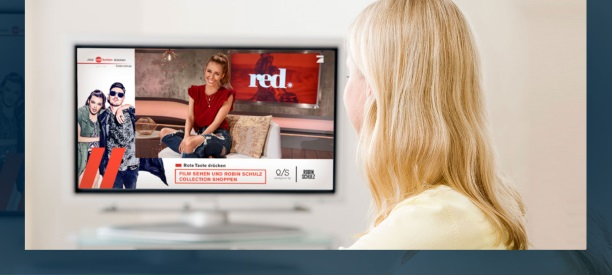 red.
Rote Taste drücken
FILM SEHEN UND ROBIN SCHULZ
COLLECTION SHOPPEN
Q/S
ROBIN
SCHULZ